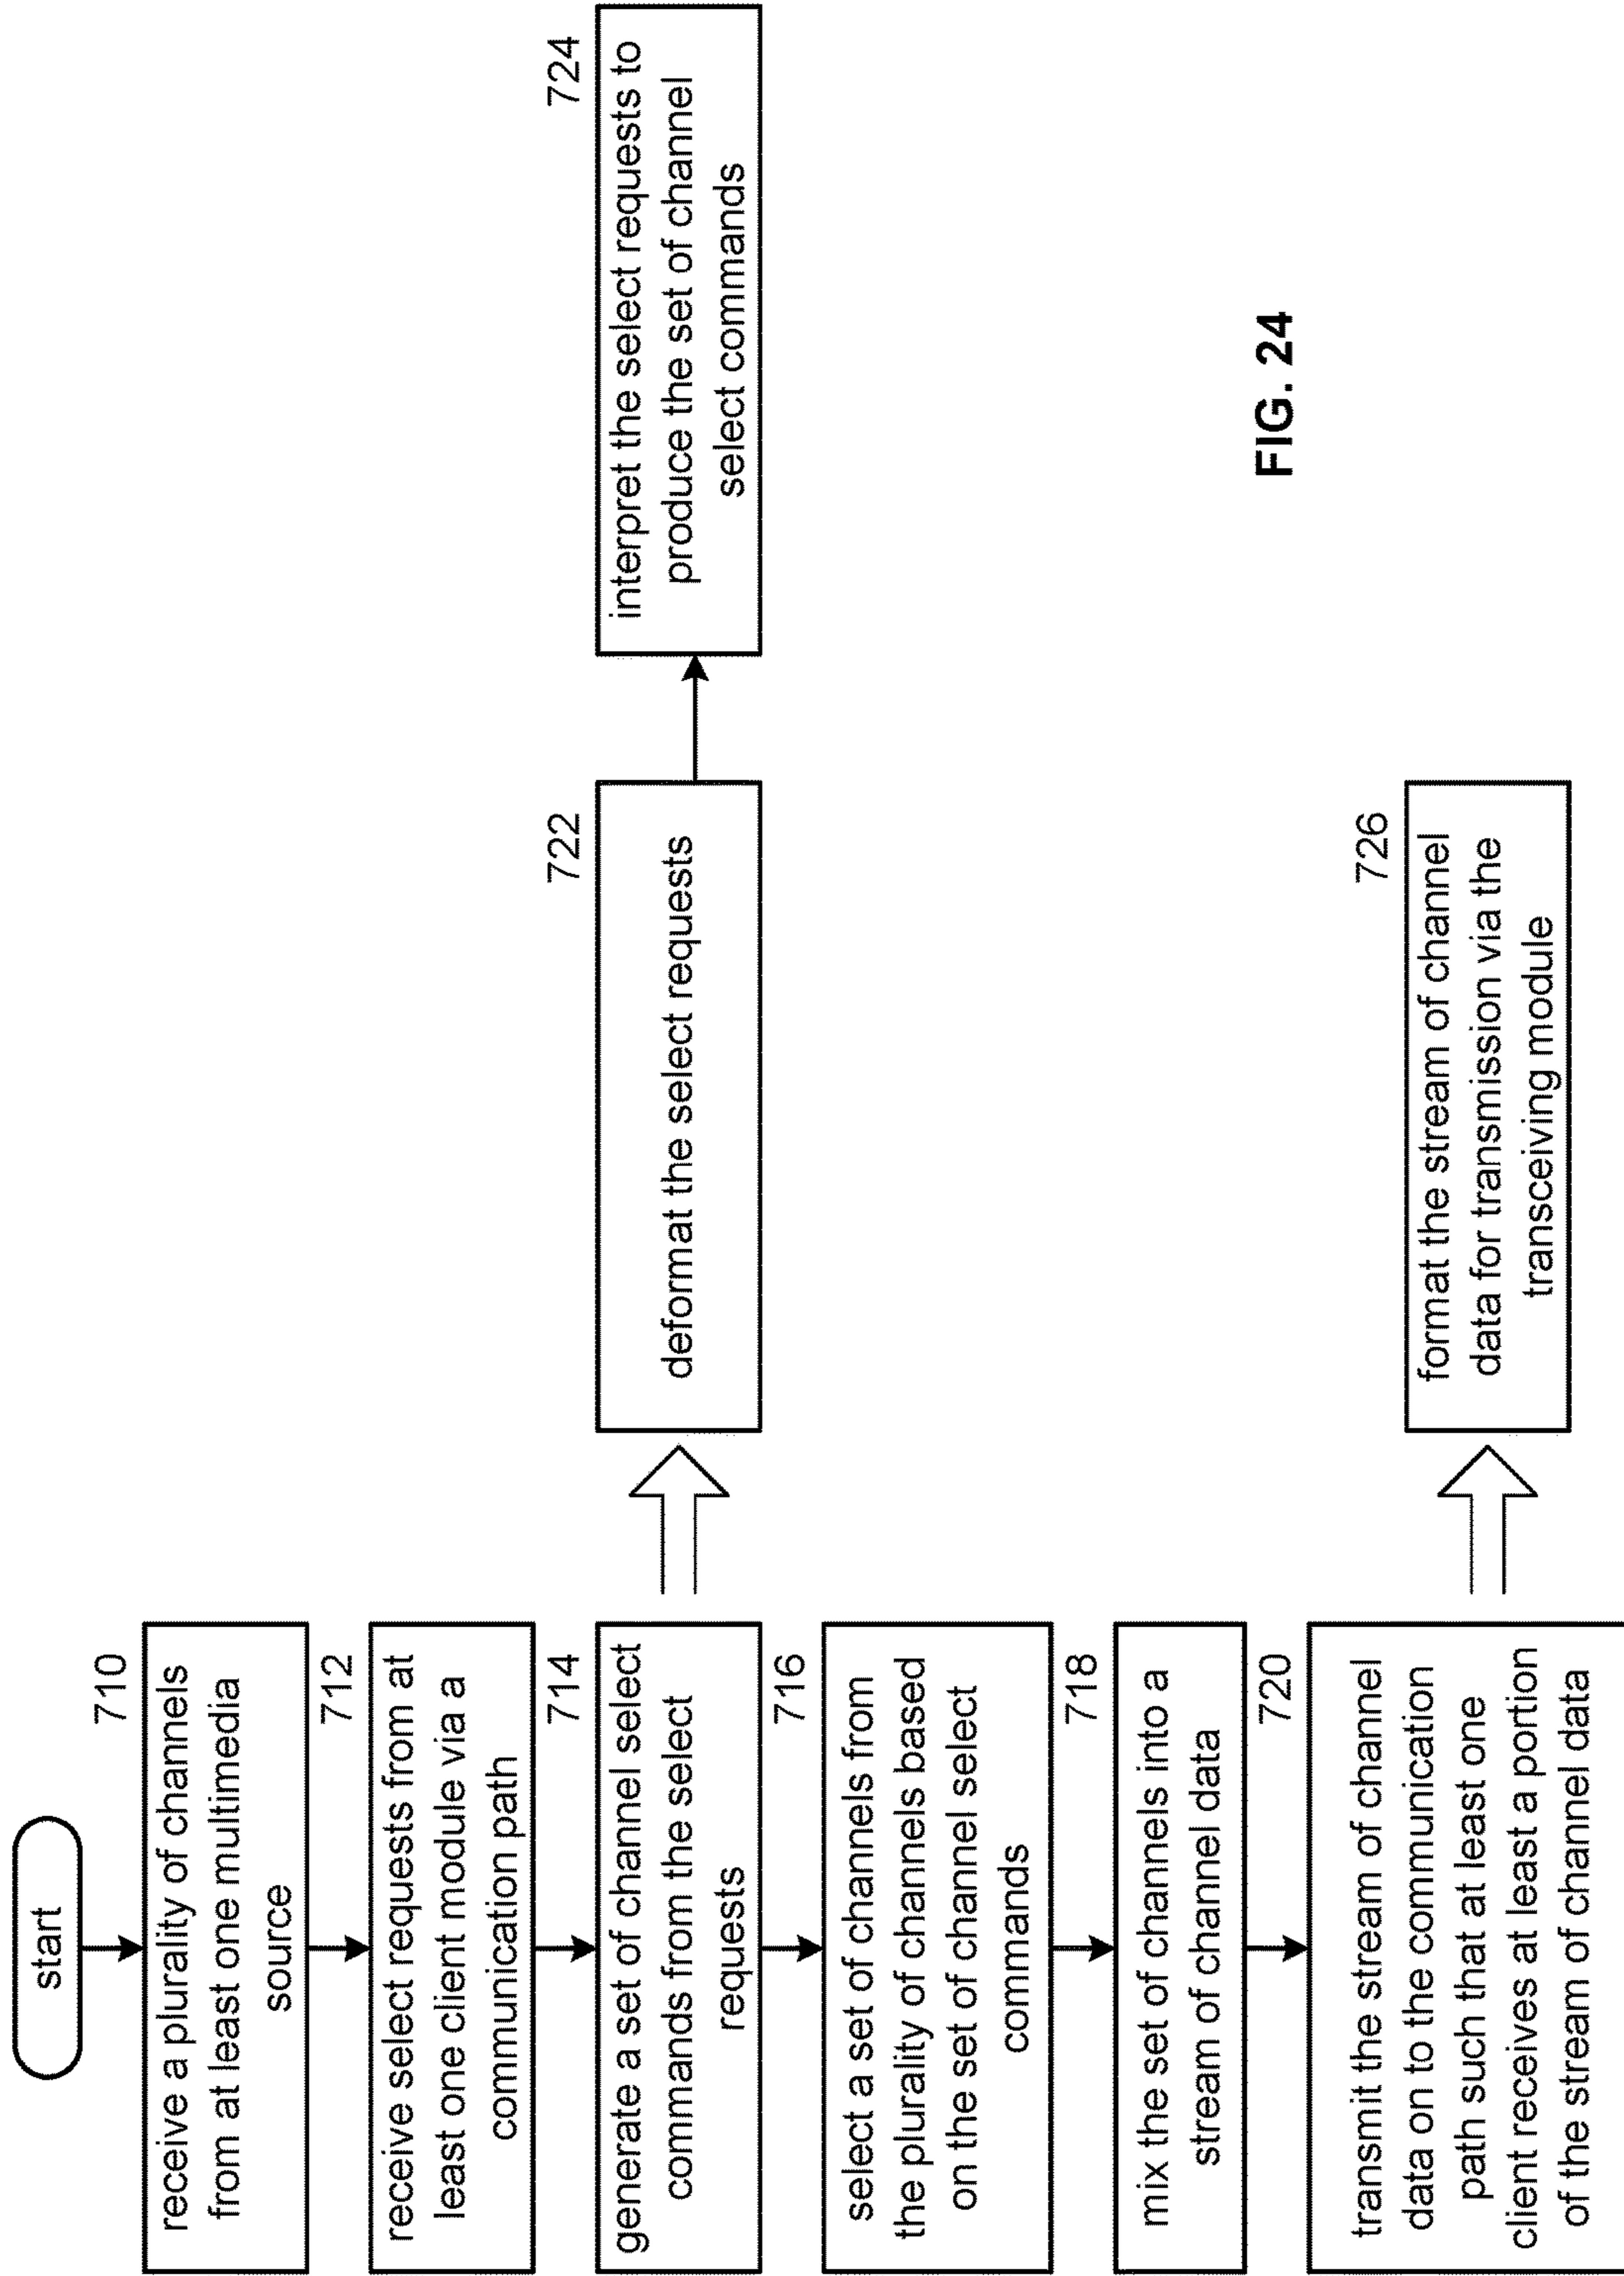 start
710
receive a plurality of channels
from at least one multimedia
source
712
receive select requests from at
least one client module via a
communication path
714
generate a set of channel select
commands from the select
requests
722
deformat the select requests
724
interpret the select requests to
produce the set of channel
select commands
716
select a set of channels from
the plurality of channels based
on the set of channel select
commands
718
mix the set of channels into a
stream of channel data
720
transmit the stream of channel
data on to the communication
path such that at least one
client receives at least a portion
of the stream of channel data
726
format the stream of channel
data for transmission via the
transceiving module
FIG. 24